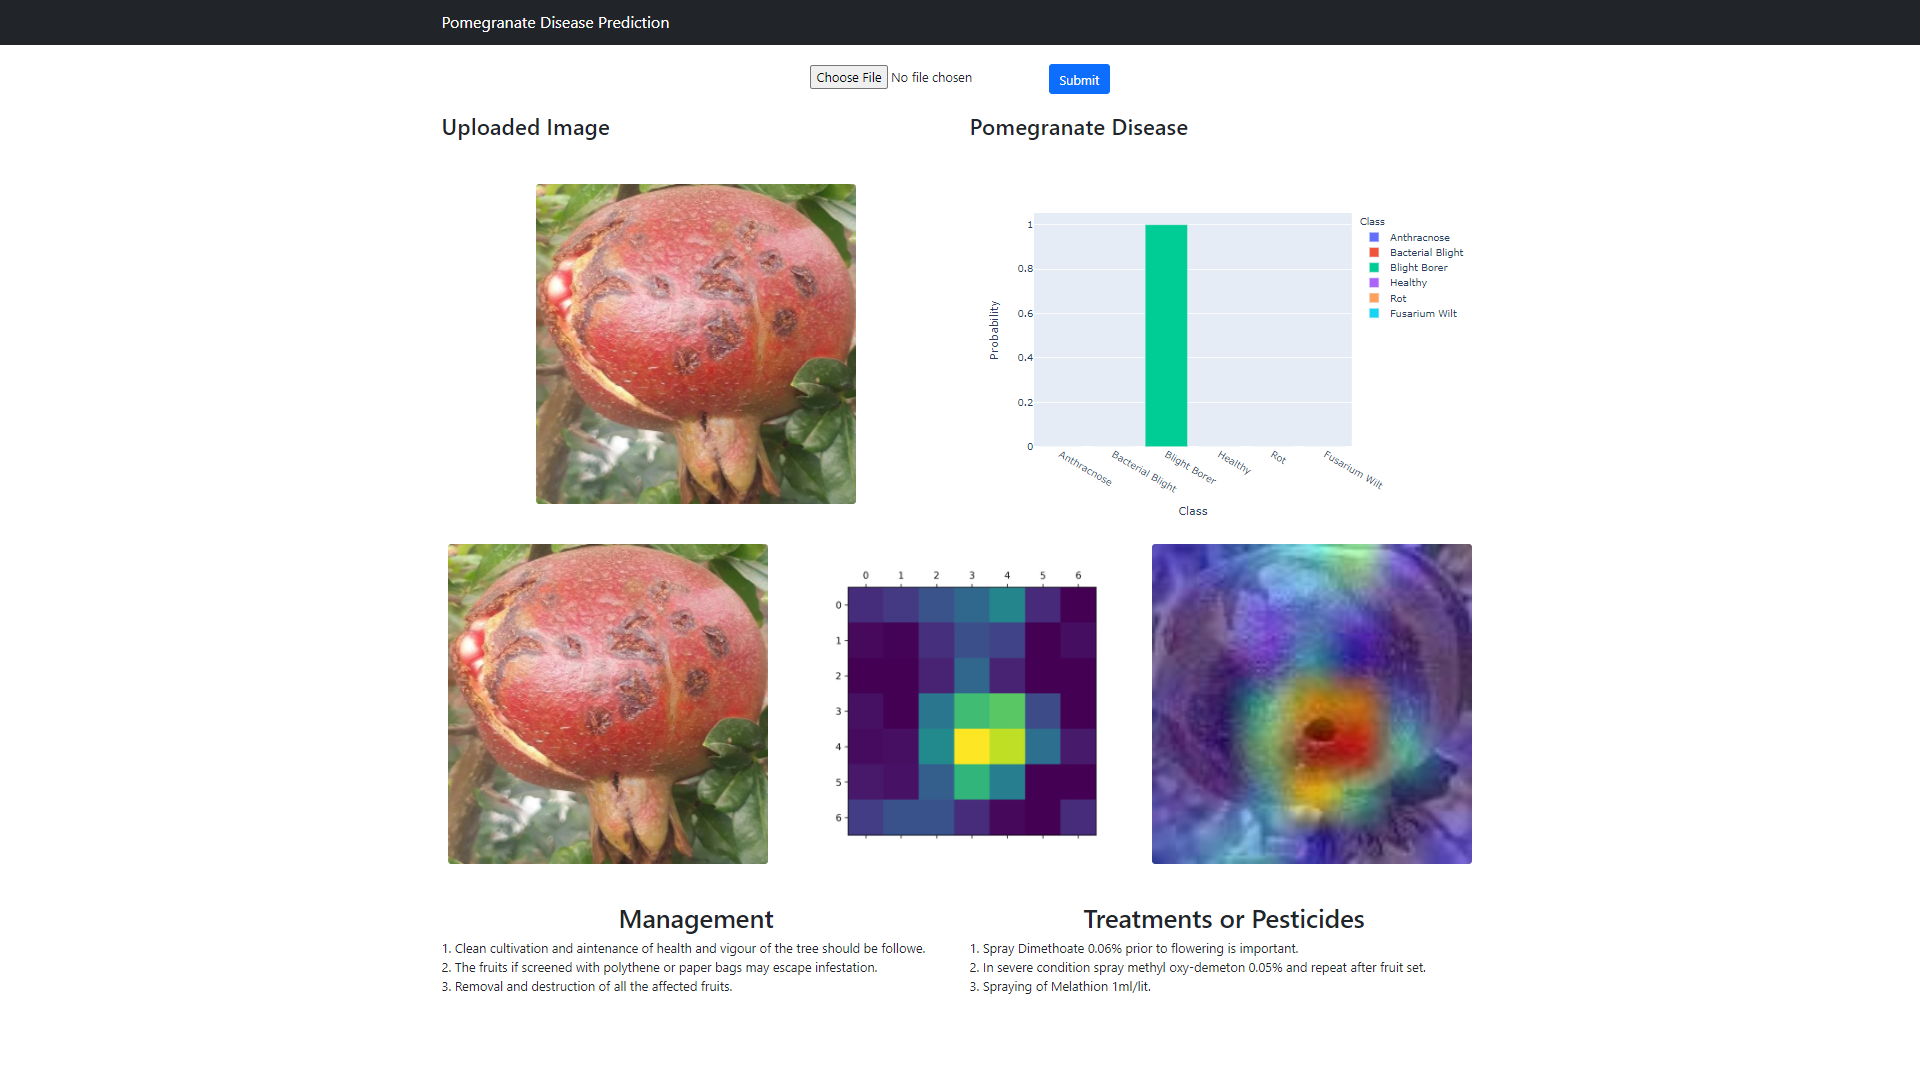 Pomegranate Disease Prediction
Choose File No file chosen Submit
Uploaded Image
Pomegranate Disease
1
0.8
0.6
0.4
0.2
0
Probability
Anthracnose
Bacterial Blight
Blight Borer
Healthy
Rot
Fusarium Wilt
Class
Class
Anthracnose
Bacterial Blight
Blight Borer
Healthy
Rot
Fusarium Wilt
0 1 2 3 4 5 6
0
1
2
3
4
5
6
Management
1. Clean cultivation and aintenance of health and vigour of the tree should be followe.
2. The fruits if screened with polythene or paper bags may escape infestation.
3. Removal and destruction of all the affected fruits.
Treatments or Pesticides
1. Spray Dimethoate 0.06% prior to flowering is important.
2. In severe condition spray methyl oxy-demeton 0.05% and repeat after fruit set.
3. Spraying of Melathion 1ml/lit.